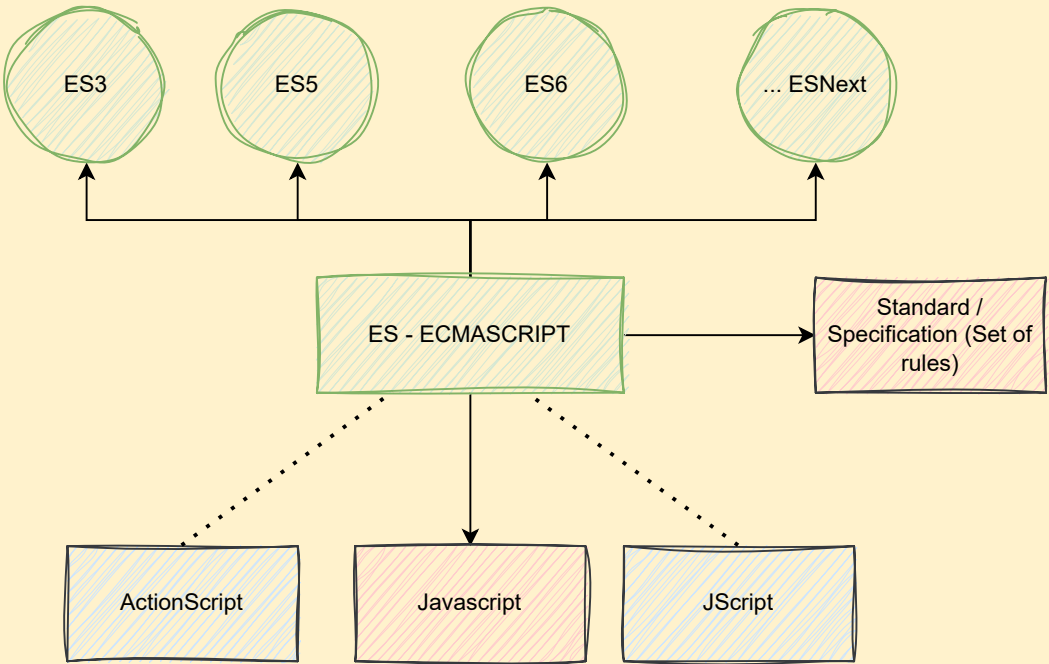 ES3
ES5
ES6
... ESNext
ES - ECMASCRIPT
Standard /
Specification (Set of
rules)
ActionScript
Javascript
JScript